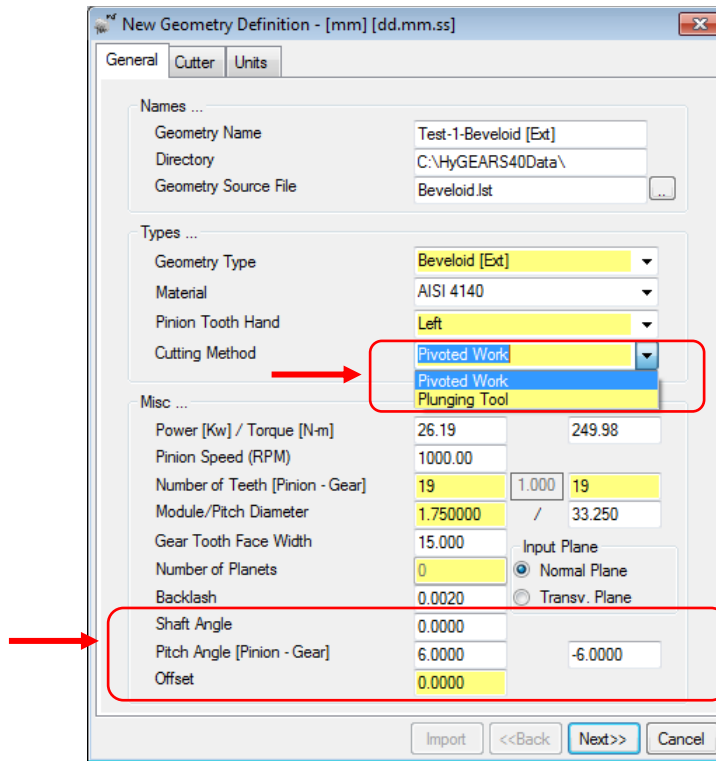 New Geometry Definition - [mm] [dd.mm.ss]
General Cutter Units
Names ...
Geometry Name Test-1-Beveloid [Ext]
Directory C:\HyGEARS40Data\
Geometry Source File Beveloid.lst ..
Types ...
Geometry Type Beveloid [Ext]
Material AISI 4140
Pinion Tooth Hand Left
Cutting Method Pivoted Work
Pivoted Work
Plunging Tool
Misc ...
Power [Kw] / Torque [N-m] 26.19 249.98
Pinion Speed (RPM) 1000.00
Number of Teeth [Pinion - Gear] 19 1.000 19
Module/Pitch Diameter 1.750000 / 33.250
Gear Tooth Face Width 15.000 Input Plane
Number of Planets 0 Normal Plane
Backlash 0.0020 Transv. Plane
Shaft Angle 0.0000
Pitch Angle [Pinion - Gear] 6.0000 -6.0000
Offset 0.0000
Import <<Back Next>> Cancel